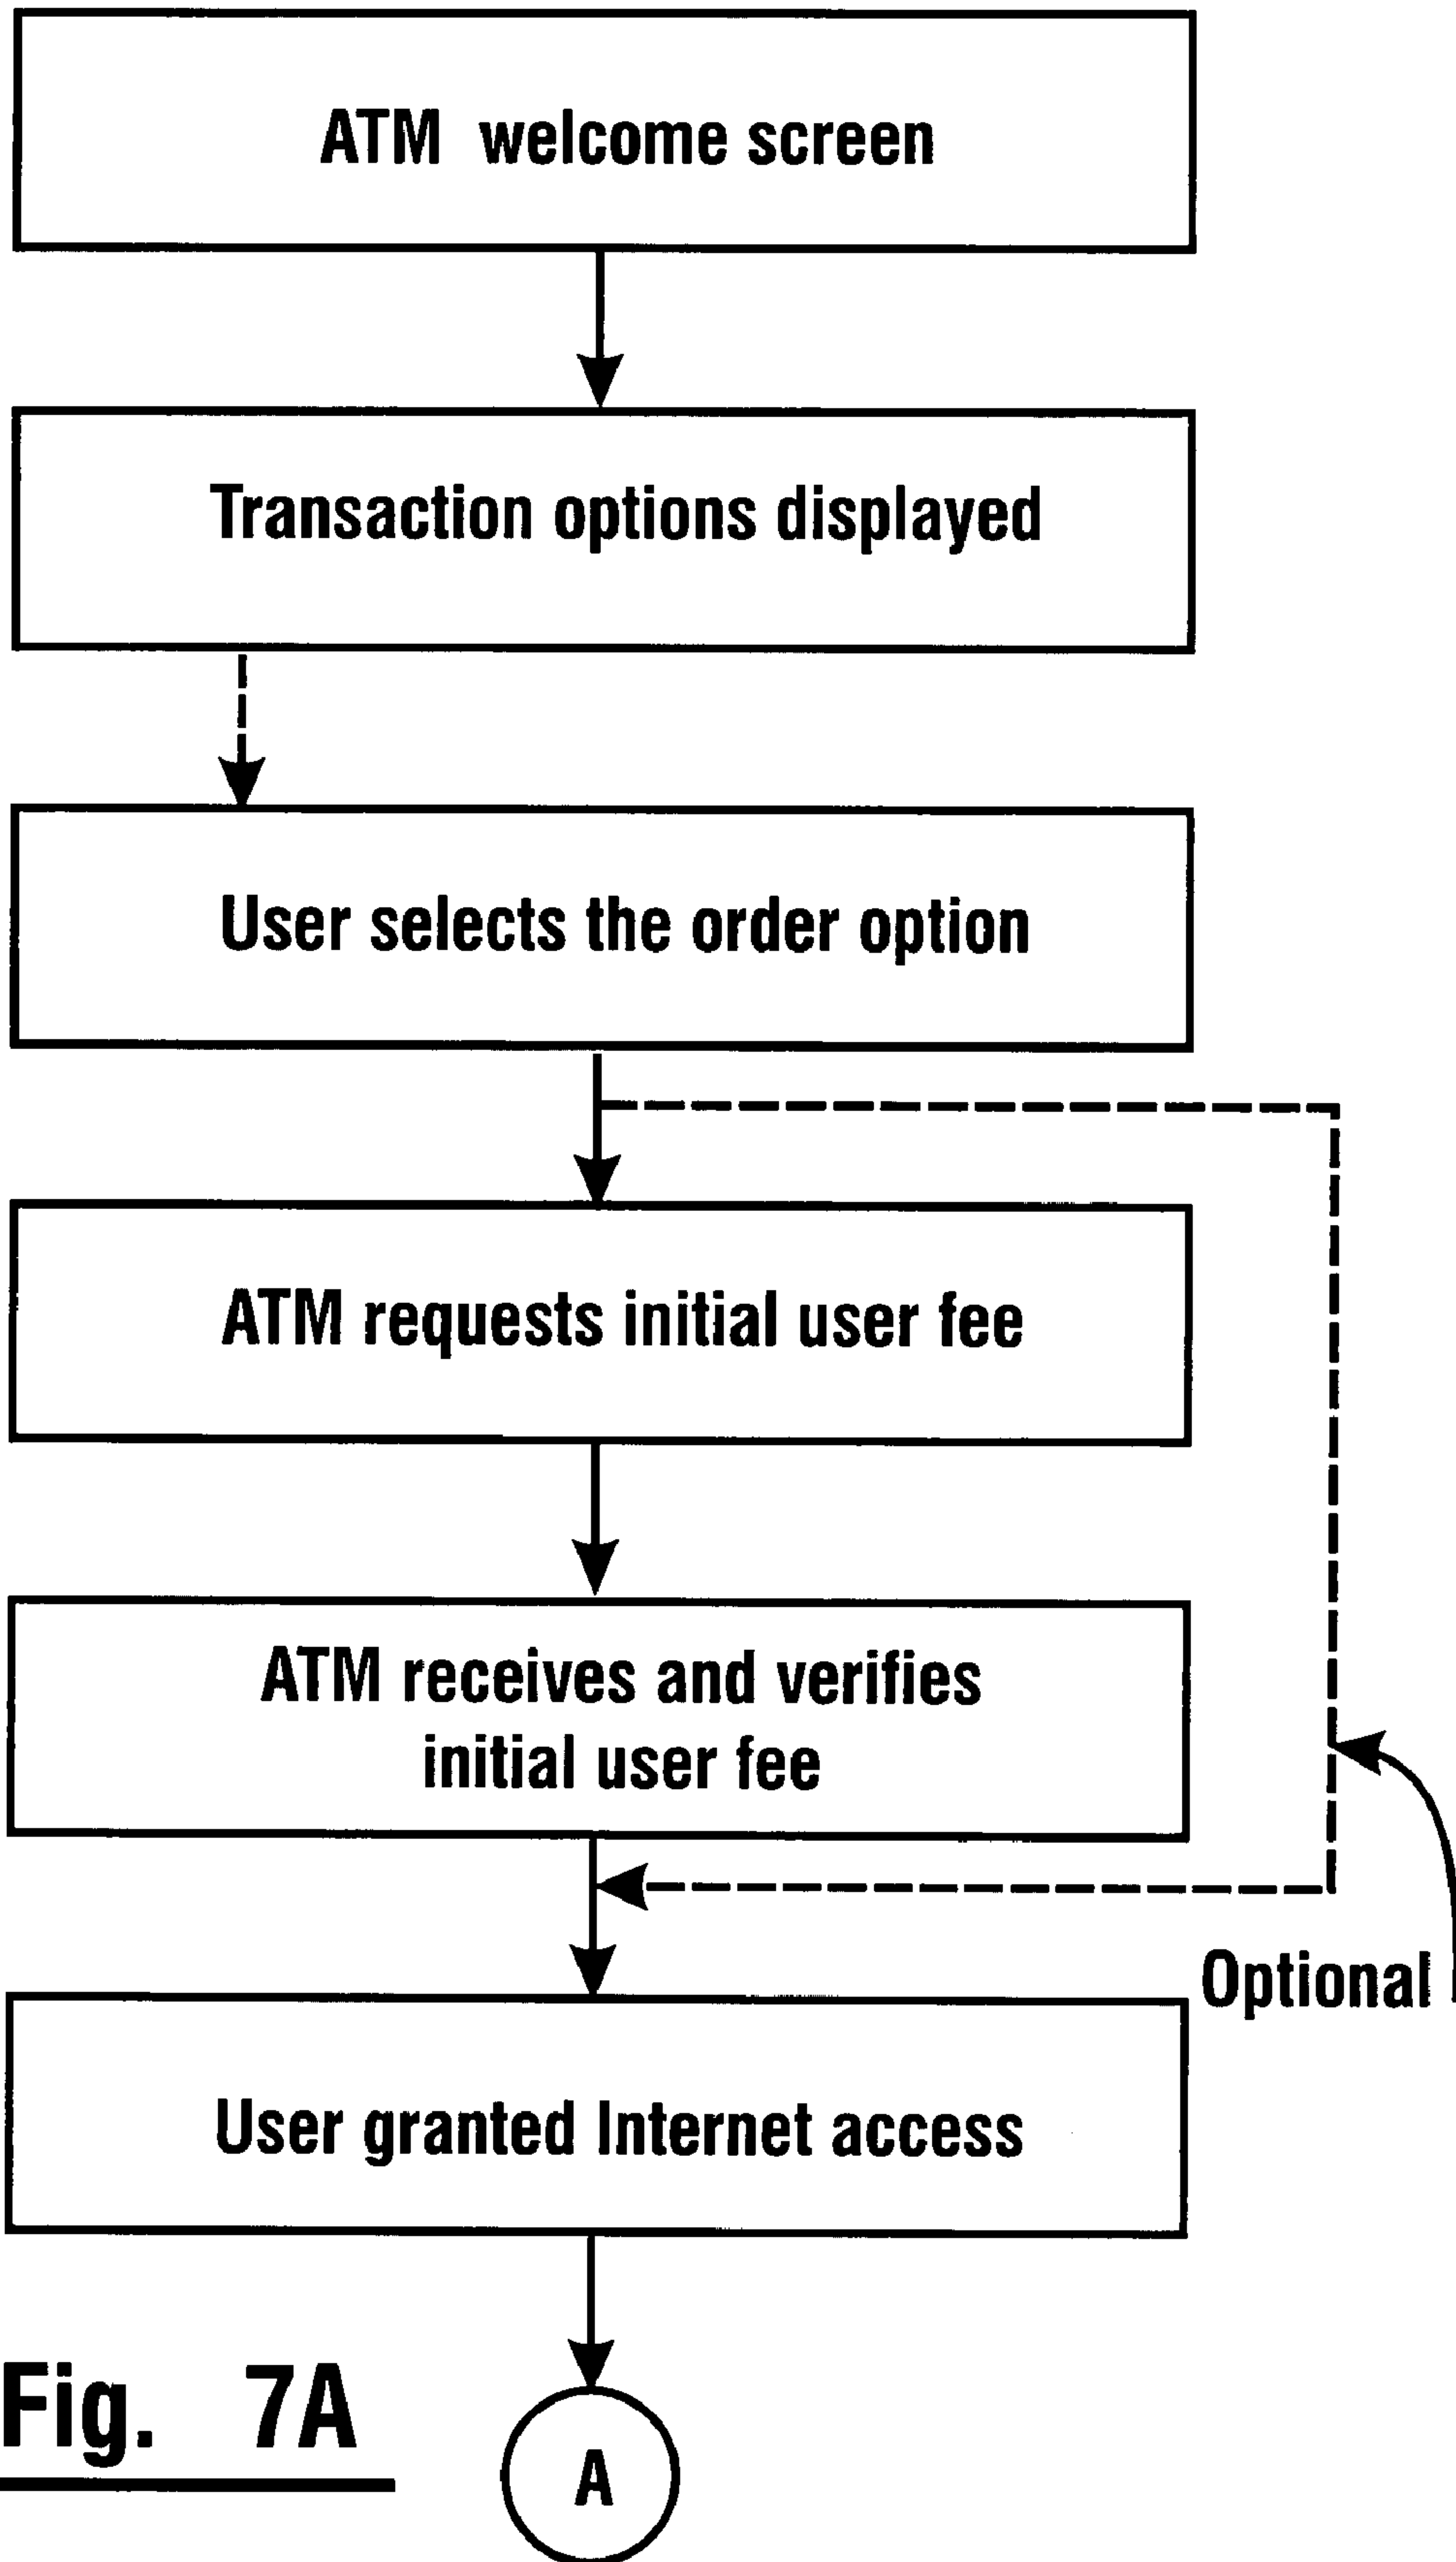 ATM welcome screen
Transaction options displayed
User selects the order option
ATM requests initial user fee
ATM receives and verifies
initial user fee
Optional
User granted Internet access
Fig. 7A
A